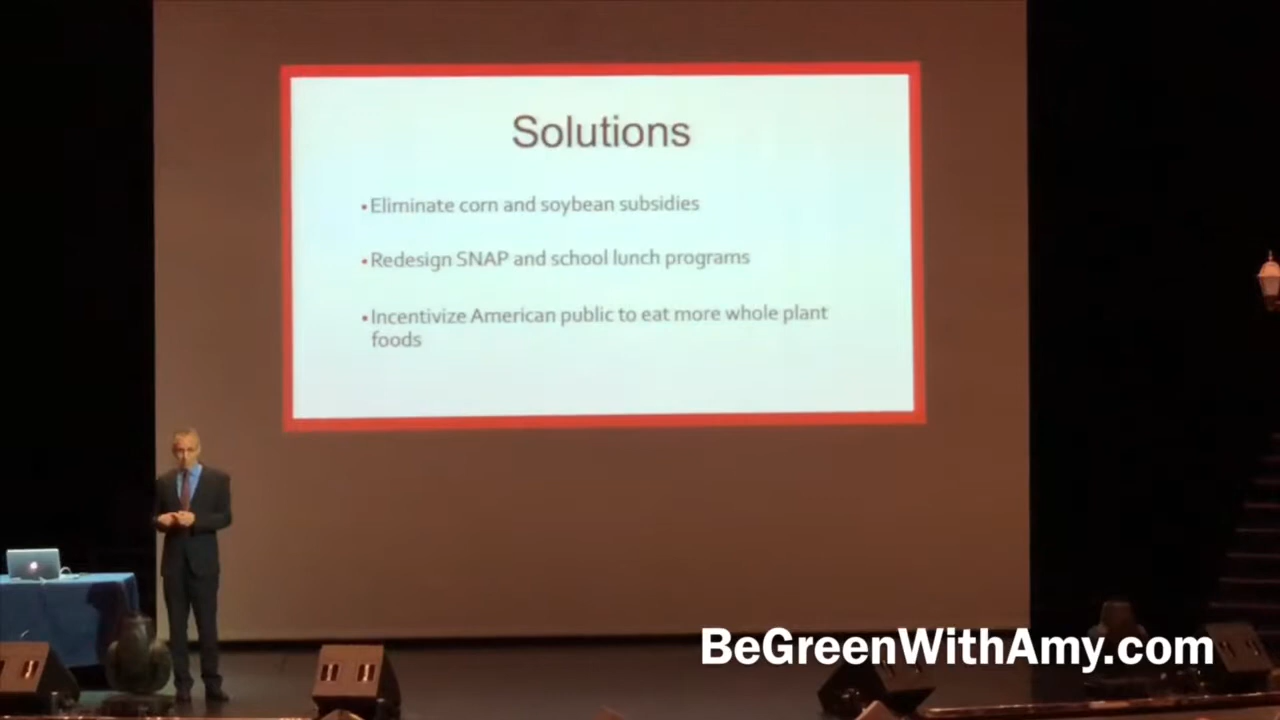 Solutions
▪Eliminate corn and soybean subsidies
▪Redesign SNAP and school lunch programs
▪Incentivize American public to eat more whole plant
foods
BeGreenWithAmy.com